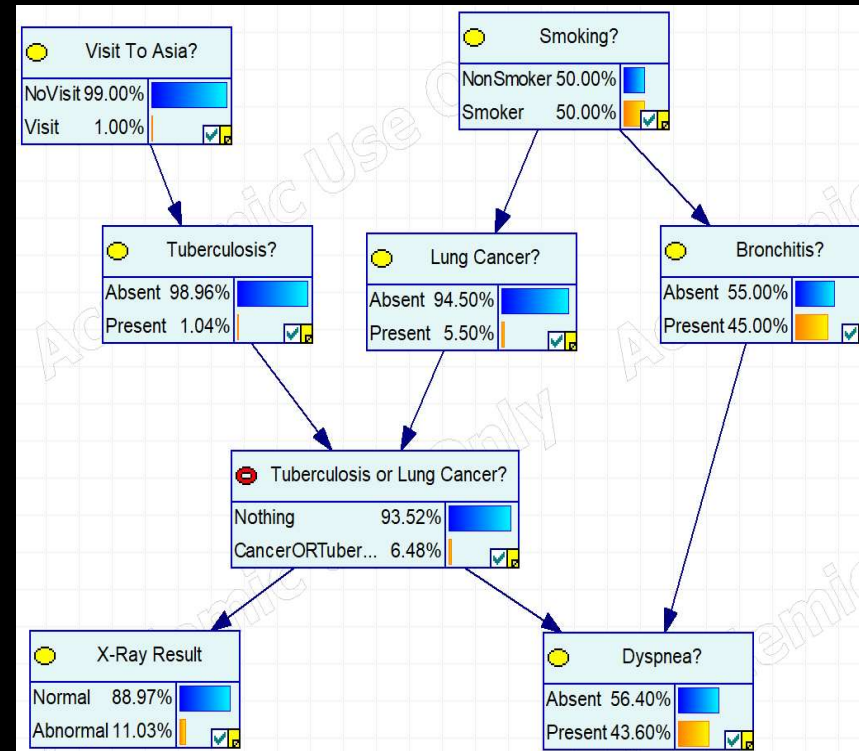 Visit To Asia?
NoVisit 99.00%
Visit 1.00%
Smoking?
NonSmoker 50.00%
Smoker 50.00%
Tuberculosis?
Absent 98.96%
Present 1.04%
Lung Cancer?
Absent 94.50%
Present 5.50%
Bronchitis?
Absent 55.00%
Present 45.00%
Tuberculosis or Lung Cancer?
Nothing 93.52%
CancerORTuber... 6.48%
X-Ray Result
Normal 88.97%
Abnormal 11.03%
Dyspnea?
Absent 56.40%
Present 43.60%